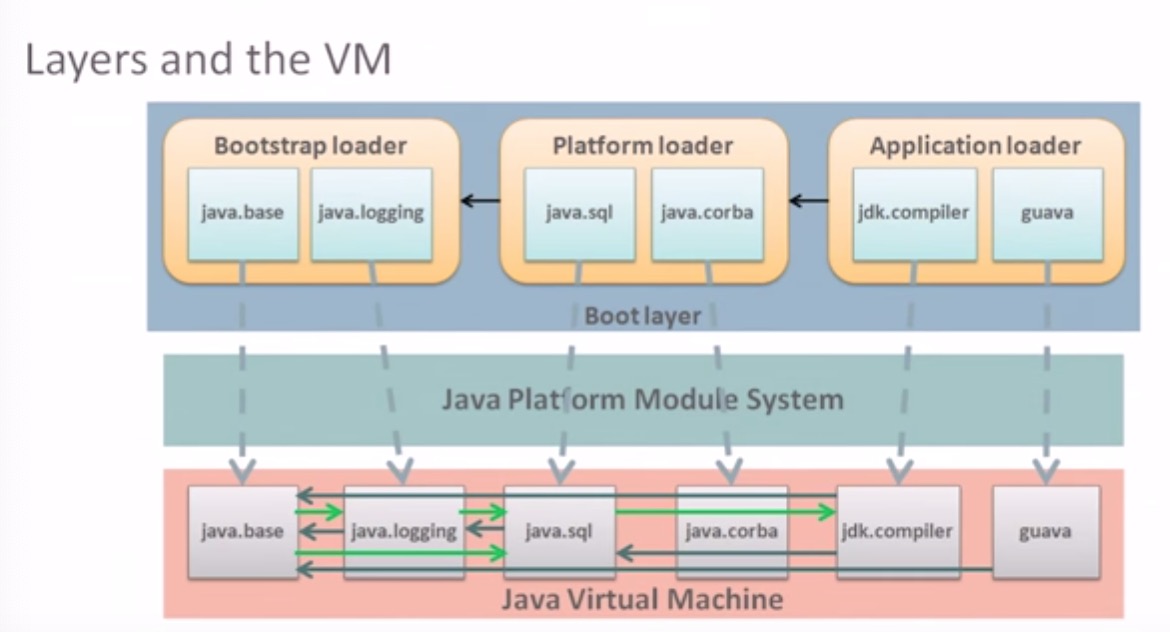 Layers and the VM
Bootstrap loader
Platform loader
Application loader
java.base
java.logging
java.sql
java.corba
jdk.compiler
guava
Boot layer
Java Platform Module System
java.base
java.logging
java.sql
java.corba
jdk.compiler
guava
Java Virtual Machine